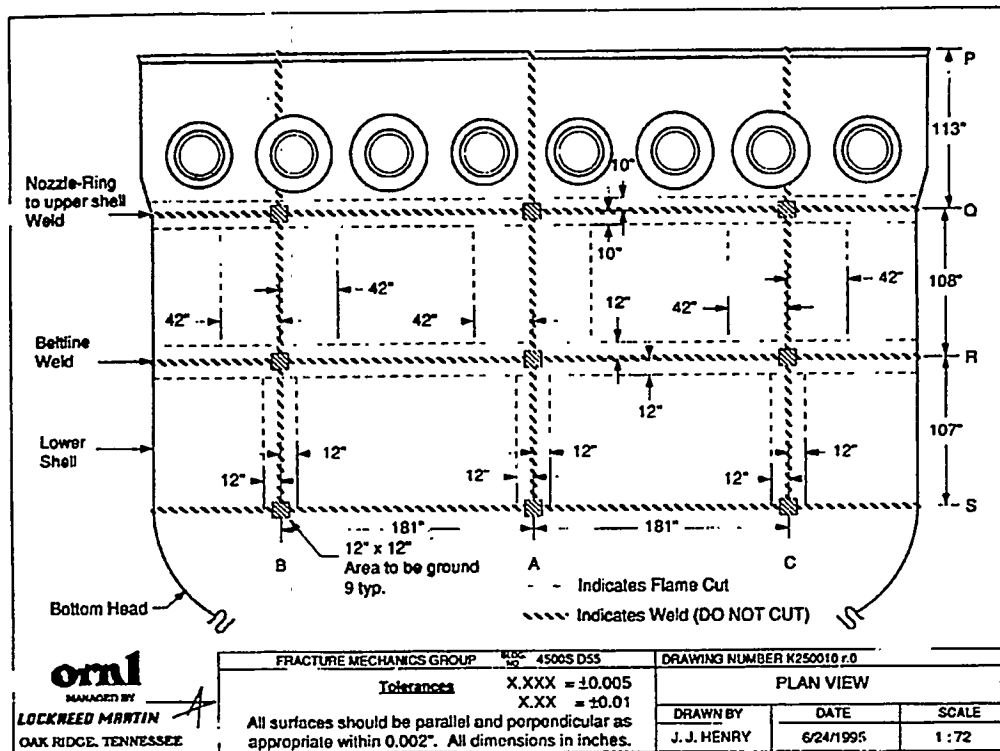 P
113"
10"
Nozzle-Ring
to upper shell
Weld
Q
10"
42"
42"
108"
42"
12"
42"
Beltline
Weld
R
12"
107"
Lower
Shell
12"
12"
12"
12"
S
181"
181"
12" x 12"
Area to be ground
9 typ.
B
A
C
Indicates Flame Cut
Bottom Head
Indicates Weld (DO NOT CUT)
ornl
MANAGED BY
LOCKHEED MARTIN
OAK RIDGE, TENNESSEE
FRACTURE MECHANICS GROUP
BLDG. NO 4500S D55
DRAWING NUMBER K250010 r.0
Tolerances
X.XXX = ±0.005
X.XX = ±0.01
All surfaces should be parallel and perpondicular as
appropriate within 0.002". All dimensions in inches.
PLAN VIEW
DRAWN BY
DATE
SCALE
J. J. HENRY
6/24/1995
1 : 72